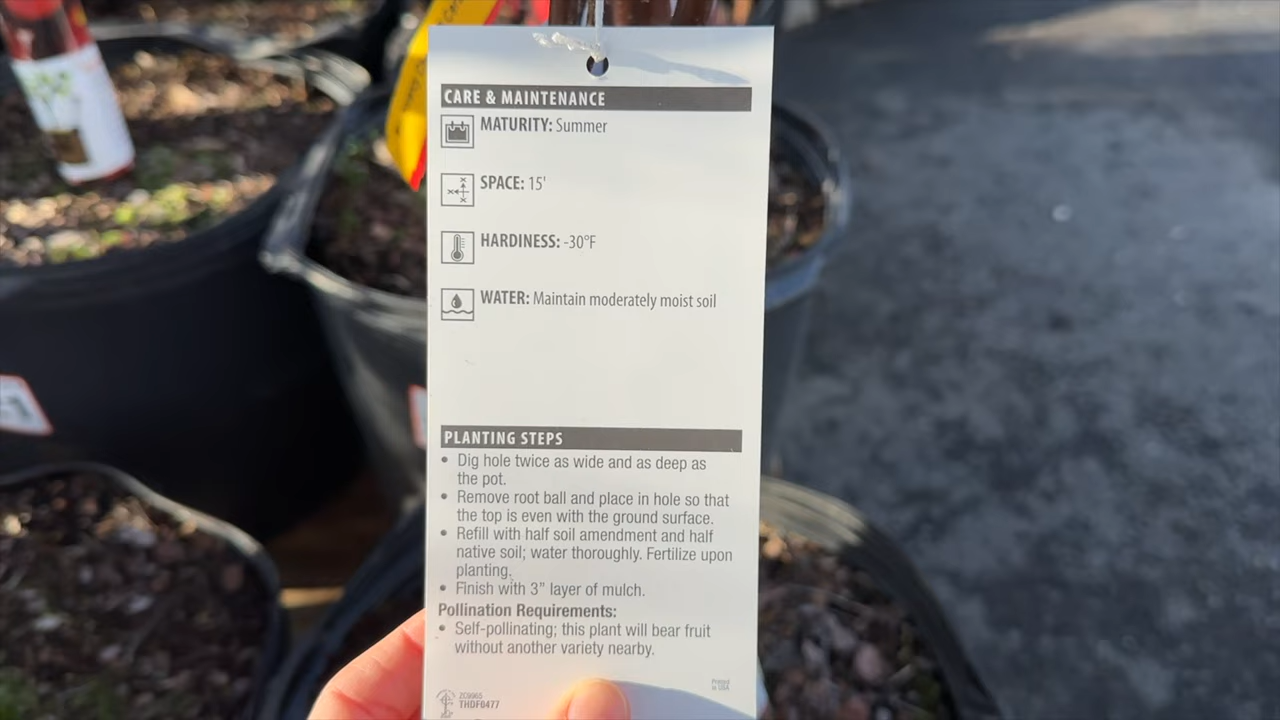 CARE & MAINTENANCE
MATURITY: Summer
SPACE: 15'
HARDINESS: -30°F
WATER: Maintain moderately moist soil
PLANTING STEPS
• Dig hole twice as wide and as deep as
the pot.
• Remove root ball and place in hole so that
the top is even with the ground surface.
• Refill with half soil amendment and half
native soil; water thoroughly. Fertilize upon
planting.
• Finish with 3” layer of mulch.
Pollination Requirements:
• Self-pollinating; this plant will bear fruit
without another variety nearby.
Printed
in USA
THDF0477